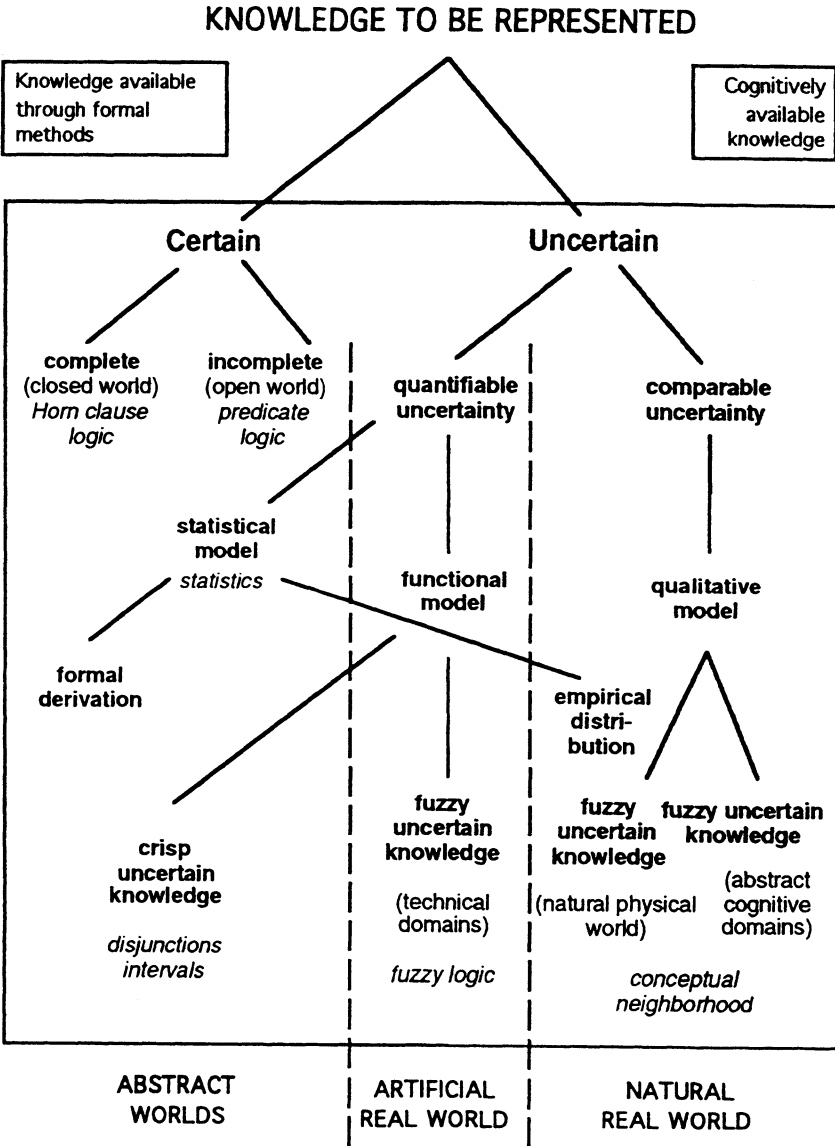 KNOWLEDGE TO BE REPRESENTED
Knowledge available
through formal
methods
Cognitively
available
knowledge
Certain
Uncertain
complete
(closed world)
Horn clause
logic
incomplete
(open world)
predicate
logic
quantifiable
uncertainty
comparable
uncertainty
statistical
model
statistics
functional
model
qualitative
model
formal
derivation
empirical
distri-
bution
crisp
uncertain
knowledge
disjunctions
intervals
fuzzy
uncertain
knowledge
(technical
domains)
fuzzy logic
fuzzy
uncertain
knowledge
(natural physical
world)
fuzzy uncertain
knowledge
(abstract
cognitive
domains)
conceptual
neighborhood
ABSTRACT
WORLDS
ARTIFICIAL
REAL WORLD
NATURAL
REAL WORLD